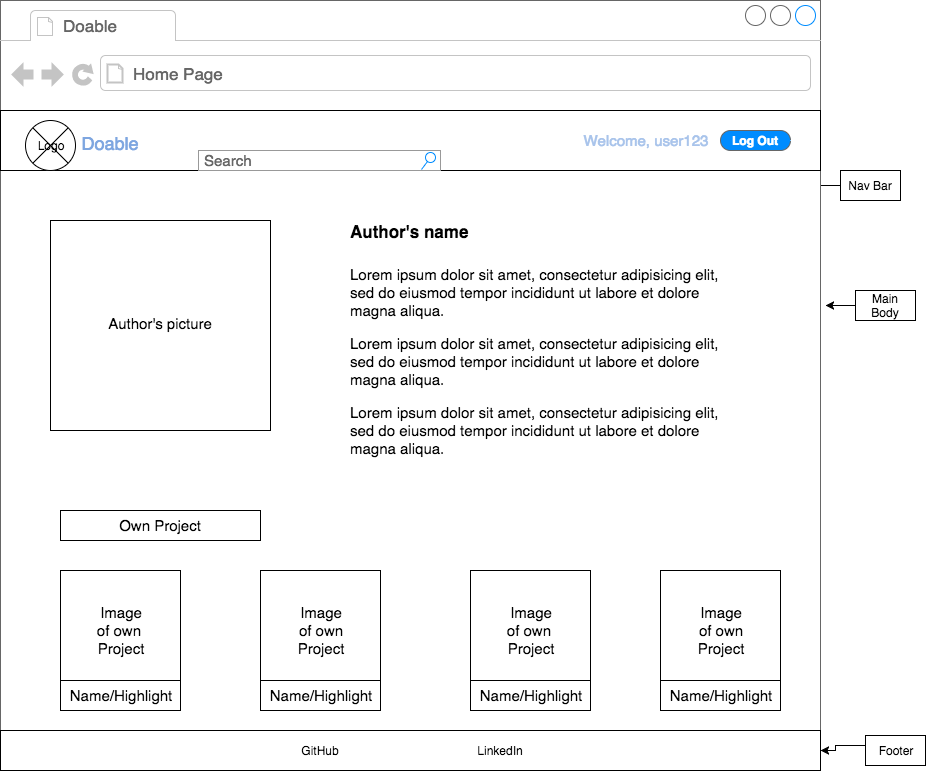 Doable
Home Page
Logo
Doable
Search
Welcome, user123
Log Out
Nav Bar
Author's picture
Author's name
Lorem ipsum dolor sit amet, consectetur adipisicing elit,
sed do eiusmod tempor incididunt ut labore et dolore
magna aliqua.
Lorem ipsum dolor sit amet, consectetur adipisicing elit,
sed do eiusmod tempor incididunt ut labore et dolore
magna aliqua.
Lorem ipsum dolor sit amet, consectetur adipisicing elit,
sed do eiusmod tempor incididunt ut labore et dolore
magna aliqua.
Main
Body
Own Project
Image
of own
Project
Name/Highlight
Image
of own
Project
Name/Highlight
Image
of own
Project
Name/Highlight
Image
of own
Project
Name/Highlight
GitHub
LinkedIn
Footer